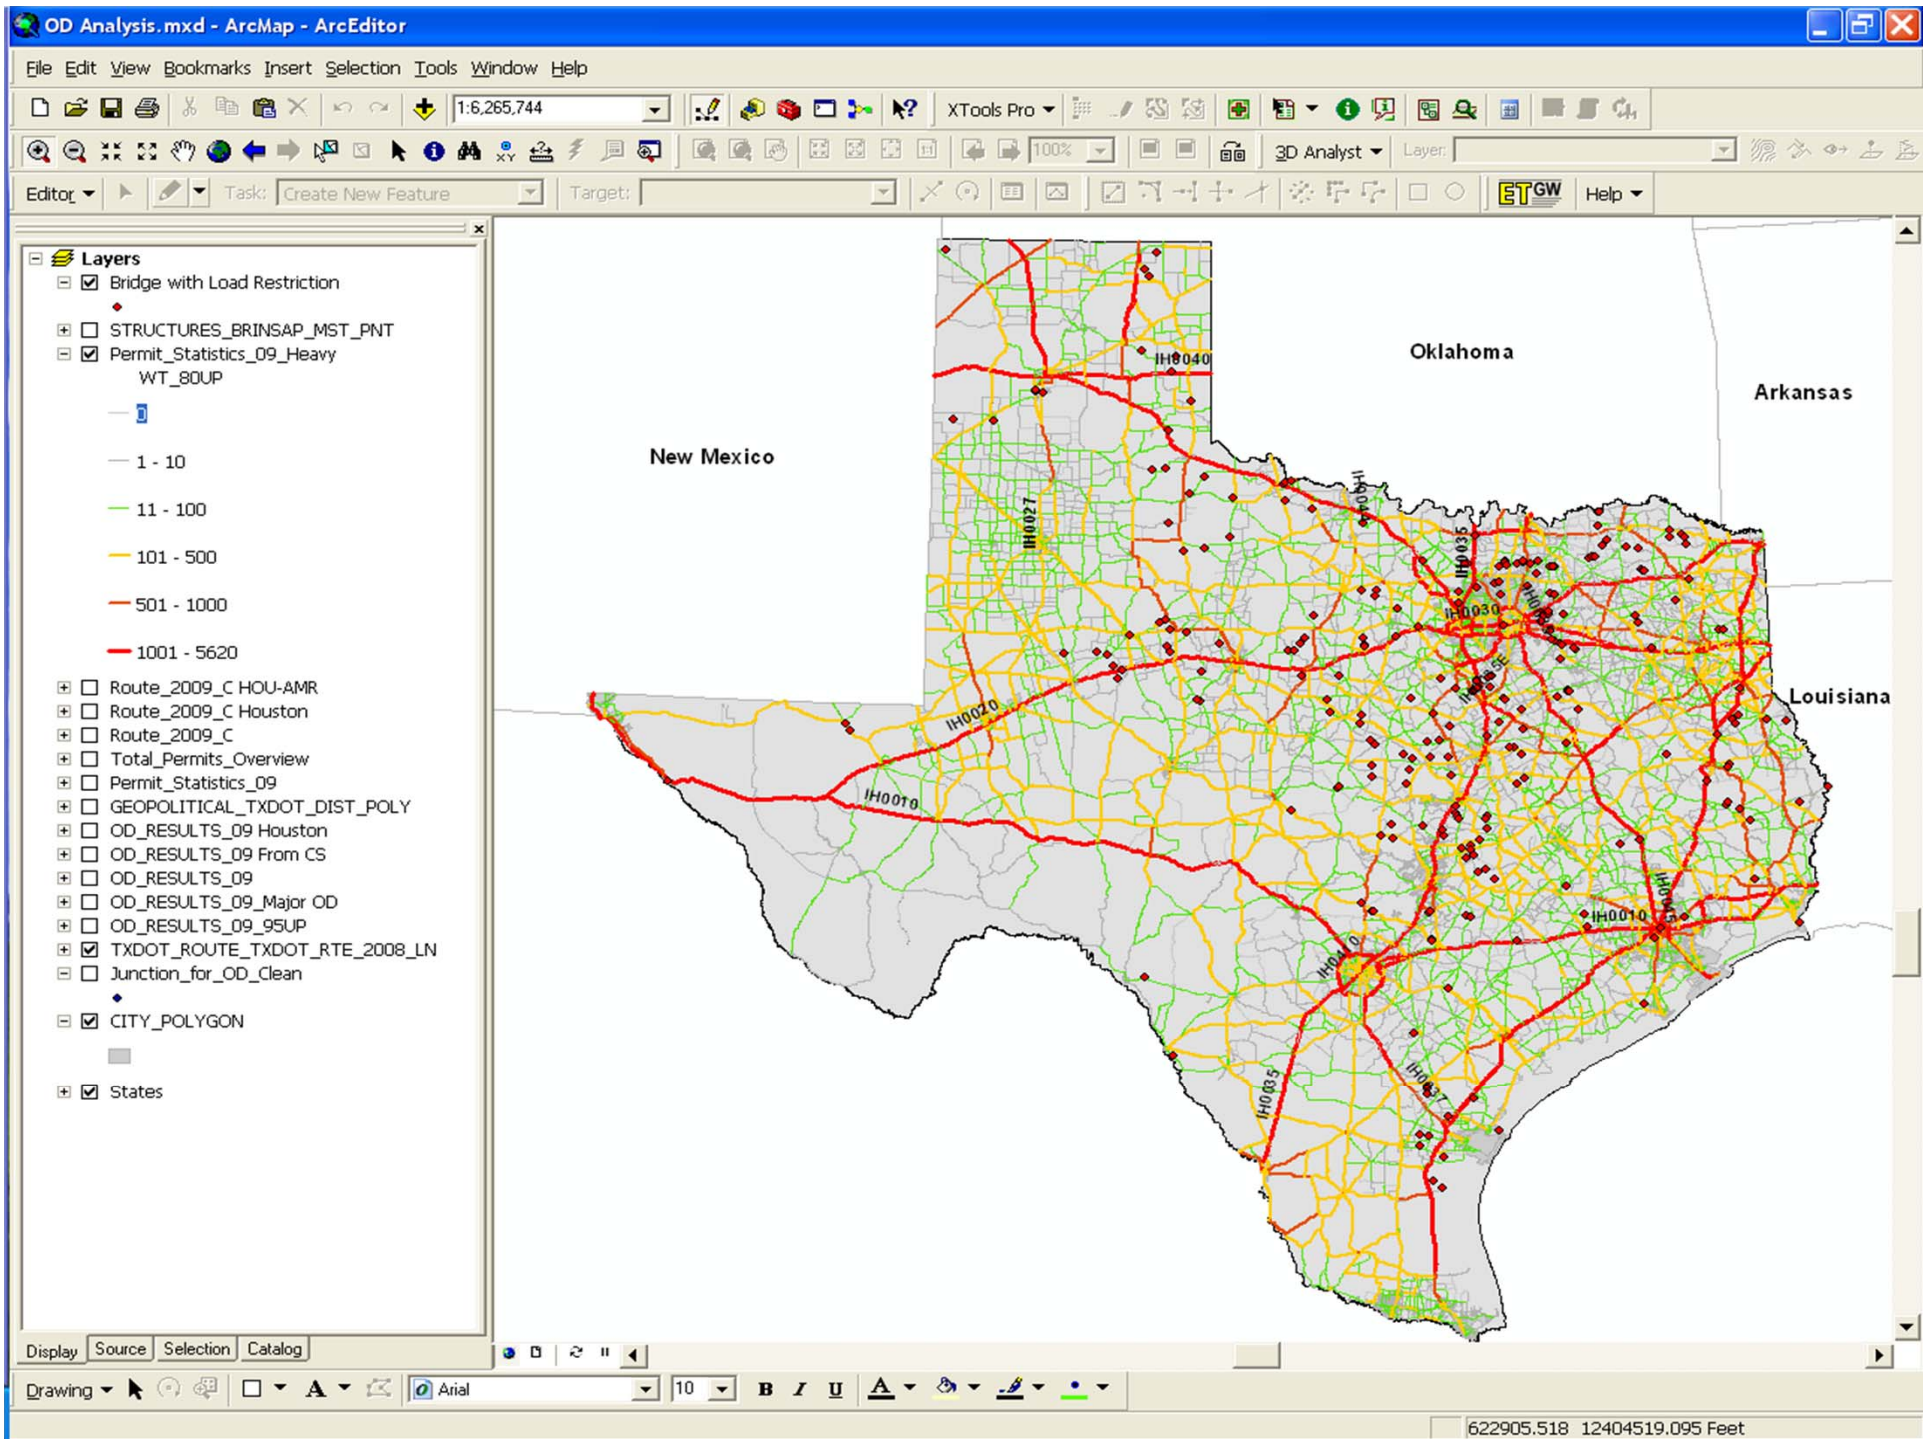 OD Analysis.mxd - ArcMap - ArcEditor
File Edit View Bookmarks Insert Selection Tools Window Help
1:6,265,744 XTools Pro
100% 3D Analyst Layer:
Editor Task: Create New Feature Target: ETGW Help
Layers
Bridge with Load Restriction
STRUCTURES_BRINSAP_MST_PNT
Permit_Statistics_09_Heavy
WT_80UP
0
1 - 10
11 - 100
101 - 500
501 - 1000
1001 - 5620
Route_2009_C HOU-AMR
Route_2009_C Houston
Route_2009_C
Total_Permits_Overview
Permit_Statistics_09
GEOPOLITICAL_TXDOT_DIST_POLY
OD_RESULTS_09 Houston
OD_RESULTS_09 From CS
OD_RESULTS_09
OD_RESULTS_09_Major OD
OD_RESULTS_09_95UP
TXDOT_ROUTE_TXDOT_RTE_2008_LN
Junction_for_OD_Clean
CITY_POLYGON
States
Oklahoma
IH0040
Arkansas
New Mexico
IH0027
IH0035
IH0030
Louisiana
IH0020
IH0010
IH0045
IH0010
IH0410
IH0037
IH0035
Display Source Selection Catalog
Drawing A Arial 10 B I U A
622905.518 12404519.095 Feet